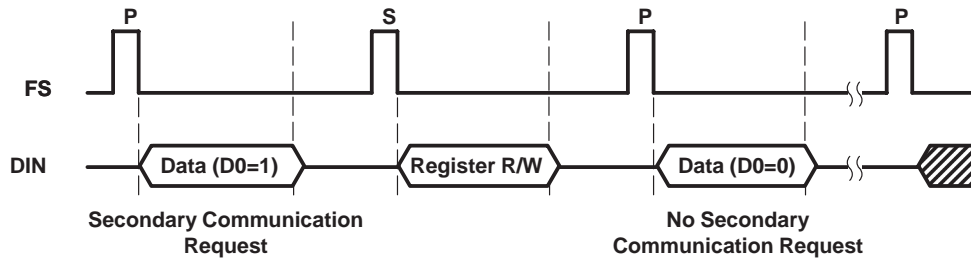 P
S
P
P
FS
DIN
Data (D0=1)
Register R/W
Data (D0=0)
Secondary Communication
Request
No Secondary
Communication Request